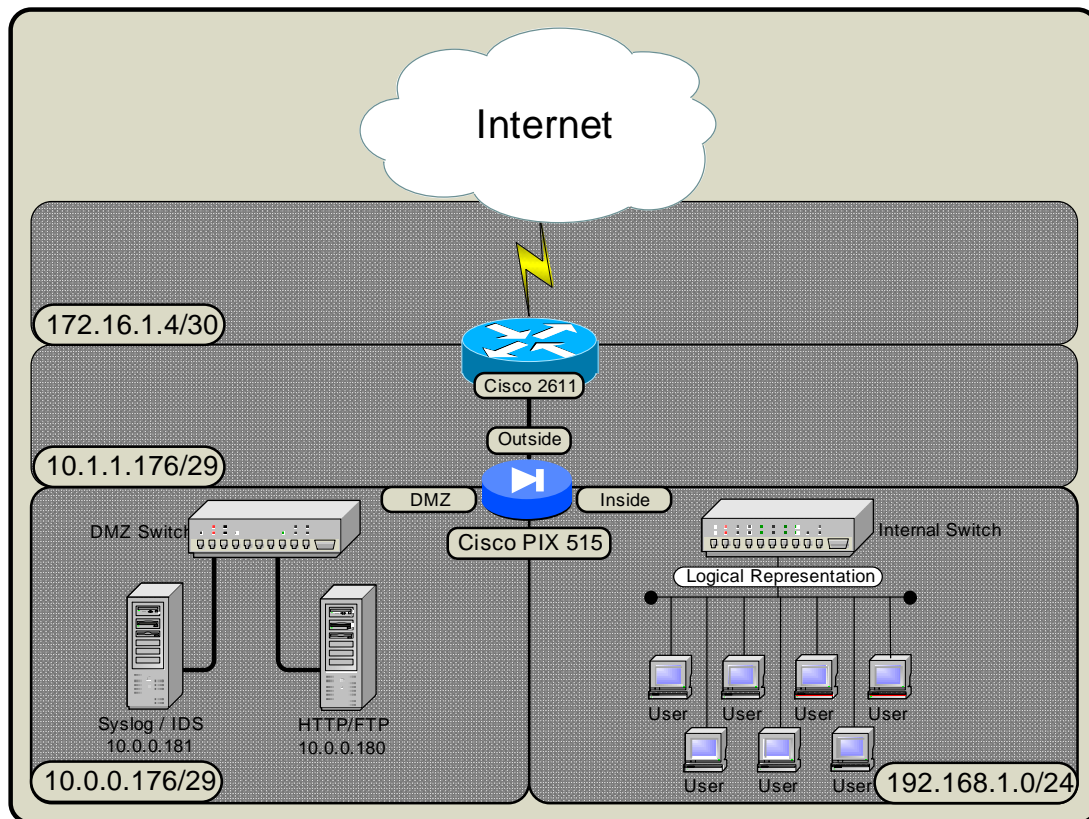 Internet
172.16.1.4/30
Cisco 2611
Outside
10.1.1.176/29
DMZ
Inside
Cisco PIX 515
DMZ Switch
Internal Switch
Logical Representation
User
User
User
User
User
User
User
Syslog / IDS
10.0.0.181
HTTP/FTP
10.0.0.180
10.0.0.176/29
192.168.1.0/24